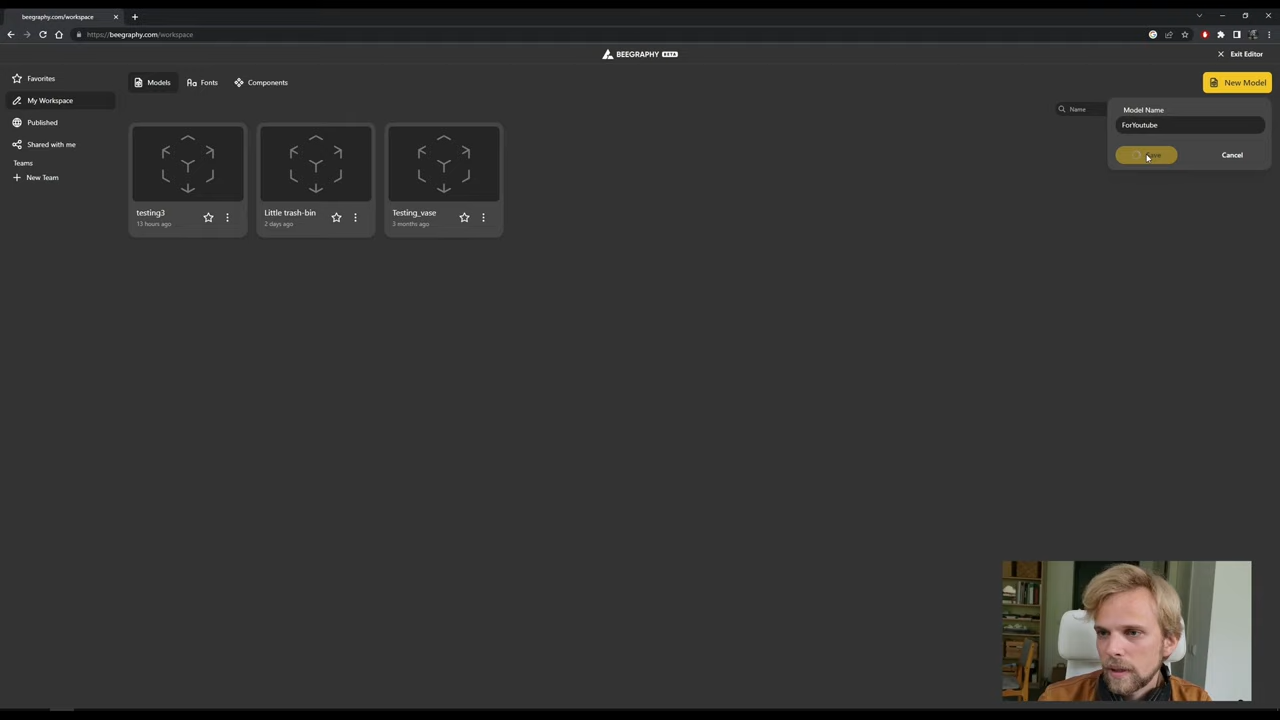 beegraphy.com/workspace
https://beegraphy.com/workspace
BEEGRAPHY BETA
Exit Editor
Favorites
My Workspace
Published
Shared with me
Teams
New Team
Models
Fonts
Components
New Model
Name
Model Name
ForYoutube
Cancel
testing3
13 hours ago
Little trash-bin
2 days ago
Testing_vase
3 months ago